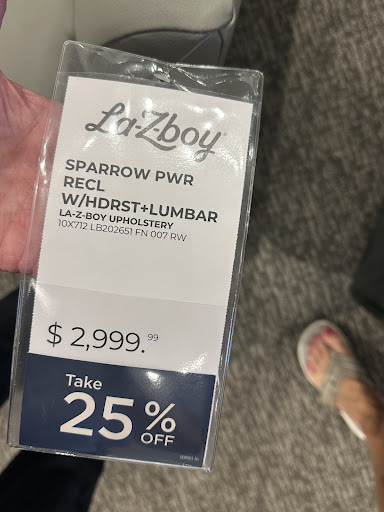 La-Z-boy
SPARROW PWR
RECL
W/HDRST+LUMBAR
LA-Z-BOY UPHOLSTERY
10X712 LB202651 FN 007 RW
$ 2,999.99
Take
25% OFF